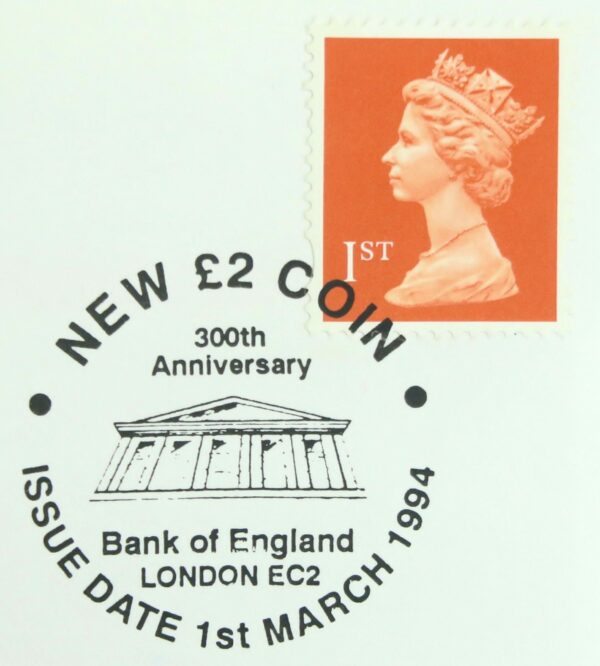 1ST
NEW £2 COIN
300th
Anniversary
Bank of England
LONDON EC2
ISSUE DATE 1st MARCH 1994